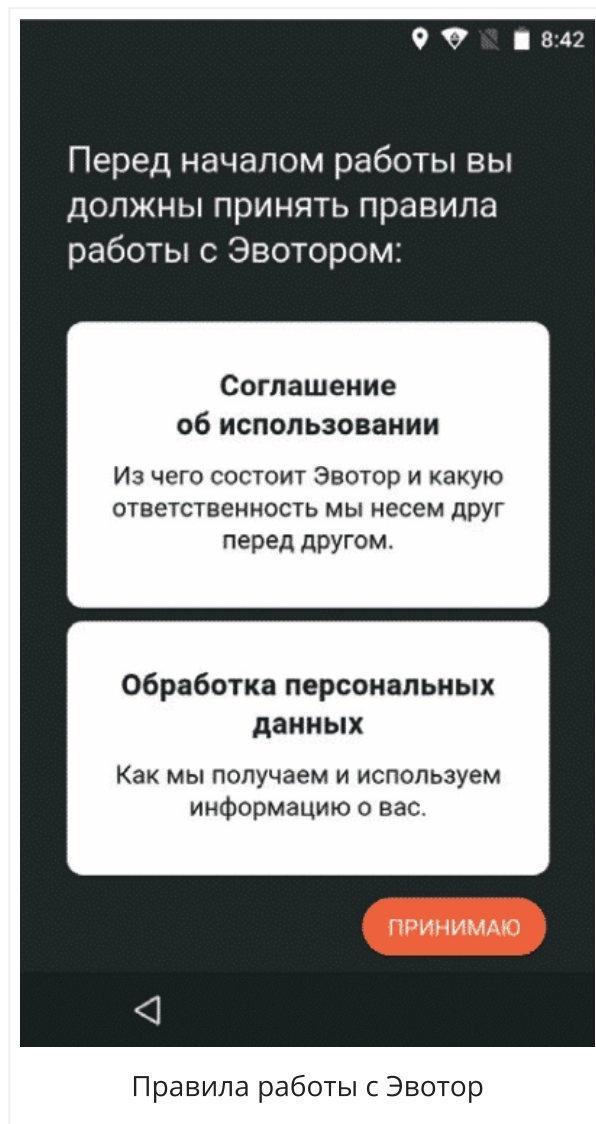 8:42
Перед началом работы вы
должны принять правила
работы с Эвотором:
Соглашение
об использовании
Из чего состоит Эвотор и какую
ответственность мы несем друг
перед другом.
Обработка персональных
данных
Как мы получаем и используем
информацию о вас.
ПРИНИМАЮ
Правила работы с Эвотор